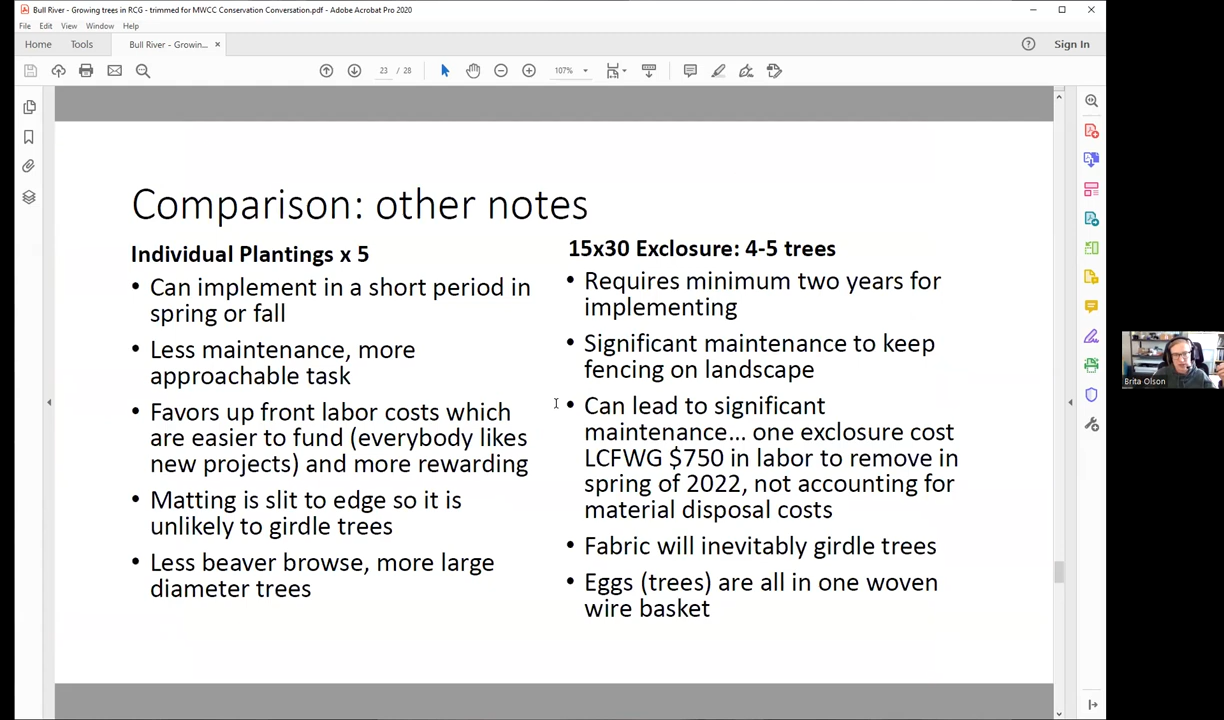 Bull River - Growing trees in RCG - trimmed for MWCC Conservation Conversation.pdf - Adobe Acrobat Pro 2020
File Edit View Window Help
Home Tools Bull River - Growin... × Sign In
23 / 28 107%
Comparison: other notes
Individual Plantings x 5
• Can implement in a short period in
spring or fall
• Less maintenance, more
approachable task
• Favors up front labor costs which
are easier to fund (everybody likes
new projects) and more rewarding
• Matting is slit to edge so it is
unlikely to girdle trees
• Less beaver browse, more large
diameter trees
15x30 Exclosure: 4-5 trees
• Requires minimum two years for
implementing
• Significant maintenance to keep
fencing on landscape
• Can lead to significant
maintenance... one exclosure cost
LCFWG $750 in labor to remove in
spring of 2022, not accounting for
material disposal costs
• Fabric will inevitably girdle trees
• Eggs (trees) are all in one woven
wire basket
Brita Olson